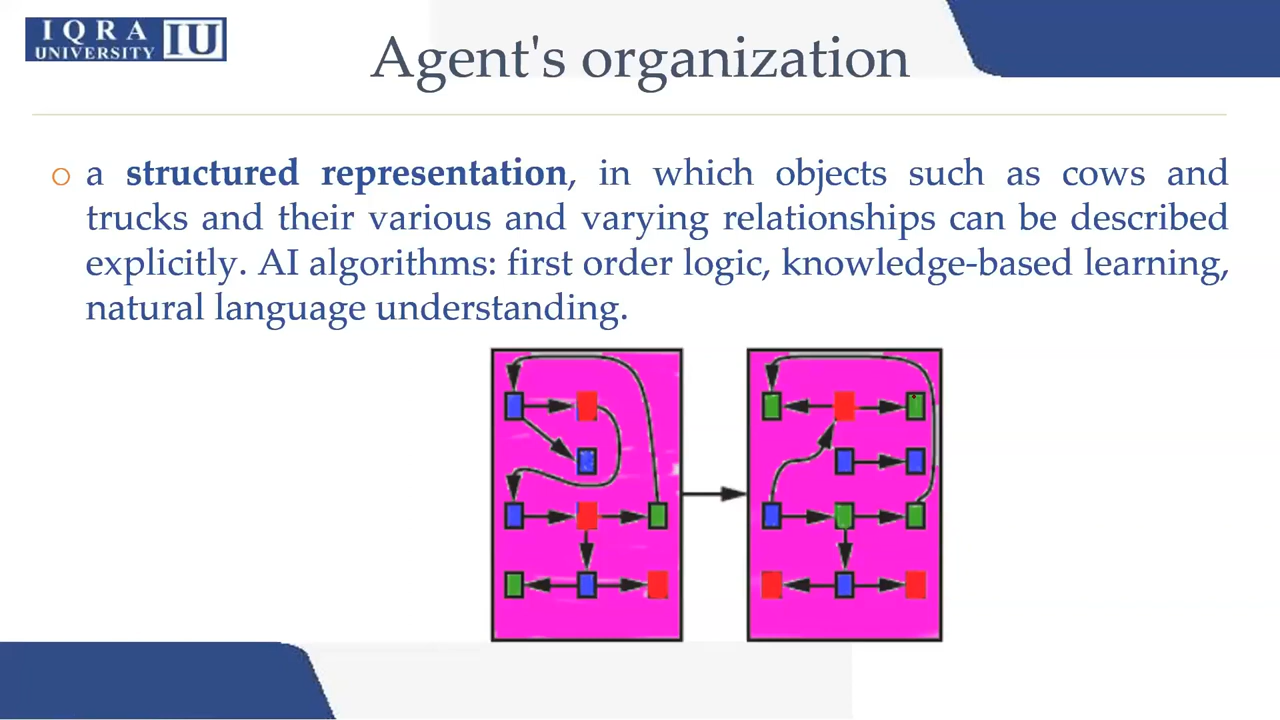 IQRA
UNIVERSITY IU
Agent's organization
a structured representation, in which objects such as cows and
trucks and their various and varying relationships can be described
explicitly. AI algorithms: first order logic, knowledge-based learning,
natural language understanding.